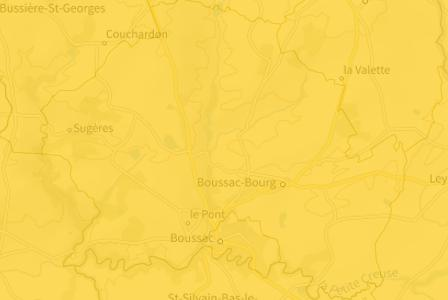 Bussière-St-Georges
Couchardon
la Valette
Sugères
Boussac-Bourg
Ley
le Pont
Boussac
Petite Creuse
St-Silvain-Bas-le-